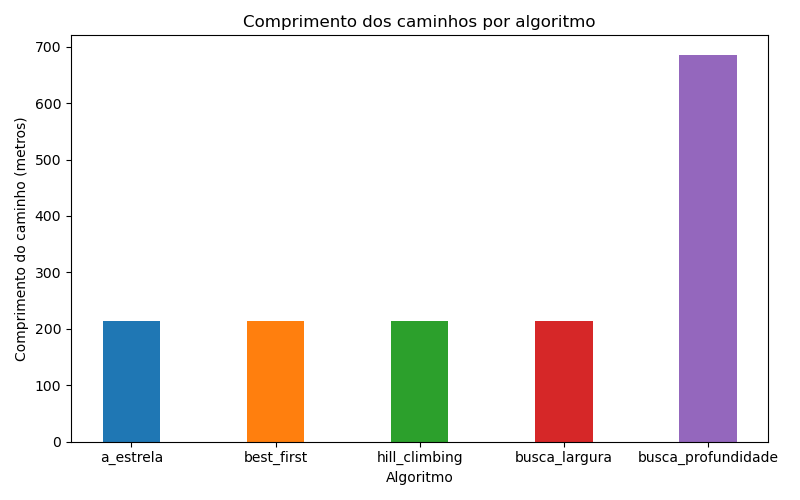 Comprimento dos caminhos por algoritmo
Comprimento do caminho (metros)
700
600
500
400
300
200
100
0
a_estrela
best_first
hill_climbing
busca_largura
busca_profundidade
Algoritmo